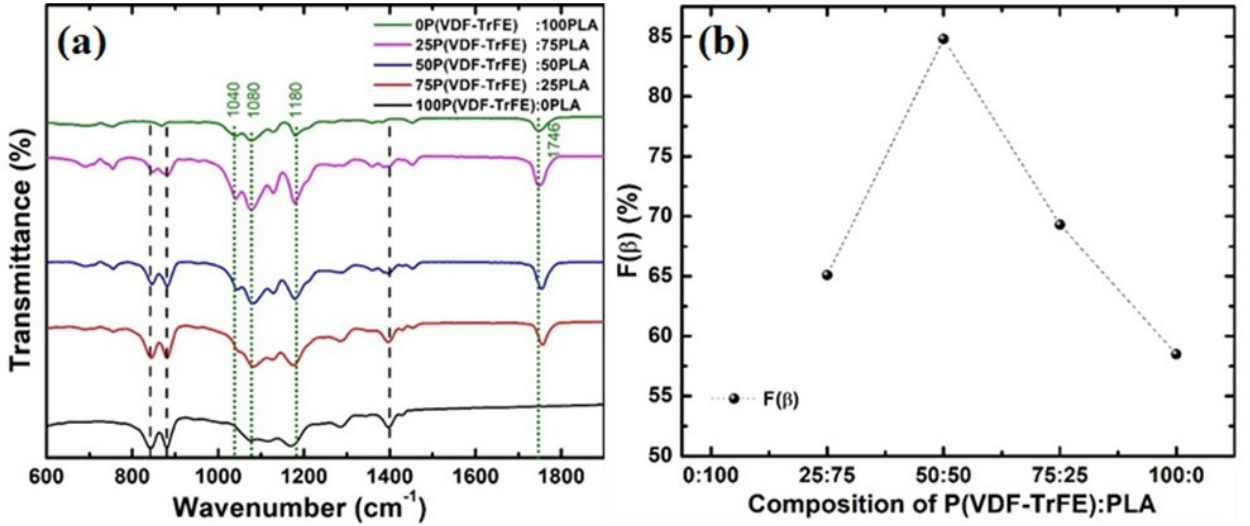 (a)
0P(VDF-TrFE) :100PLA
25P(VDF-TrFE) :75PLA
50P(VDF-TrFE) :50PLA
75P(VDF-TrFE) :25PLA
100P(VDF-TrFE):0PLA
1040
1080
1180
1746
Transmittance (%)
600 800 1000 1200 1400 1600 1800
Wavenumber (cm⁻¹)
(b)
85
80
75
70
65
60
55
50
F(β) (%)
F(β)
0:100 25:75 50:50 75:25 100:0
Composition of P(VDF-TrFE):PLA